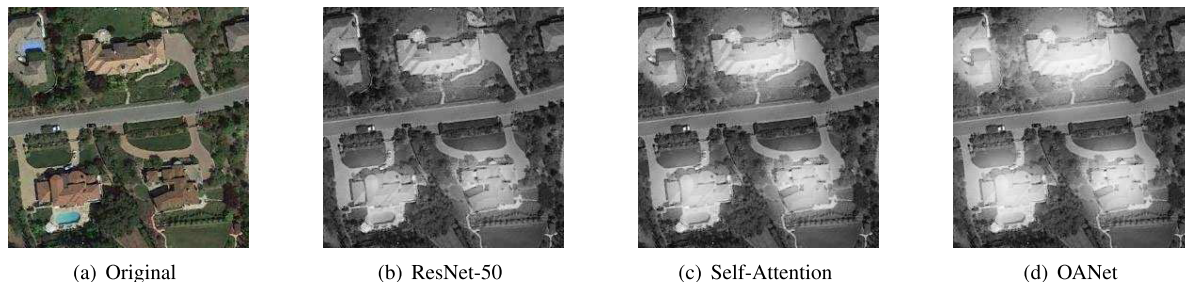 (a) Original
(b) ResNet-50
(c) Self-Attention
(d) OANet